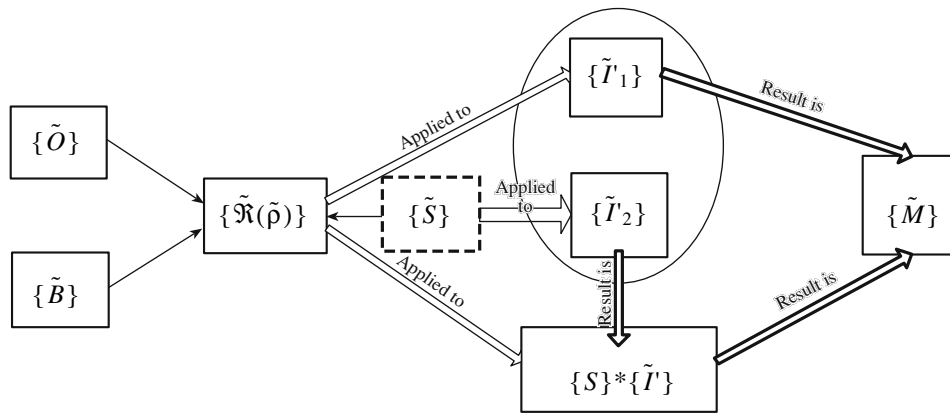 {Ĩ'₁}
Result is
Applied to
{Õ}
{ℜ̃(ρ̃)}
{S̃}
Applied
to
{Ĩ'₂}
{M̃}
{B̃}
Applied to
Result is
Result is
{S}*{Ĩ'}